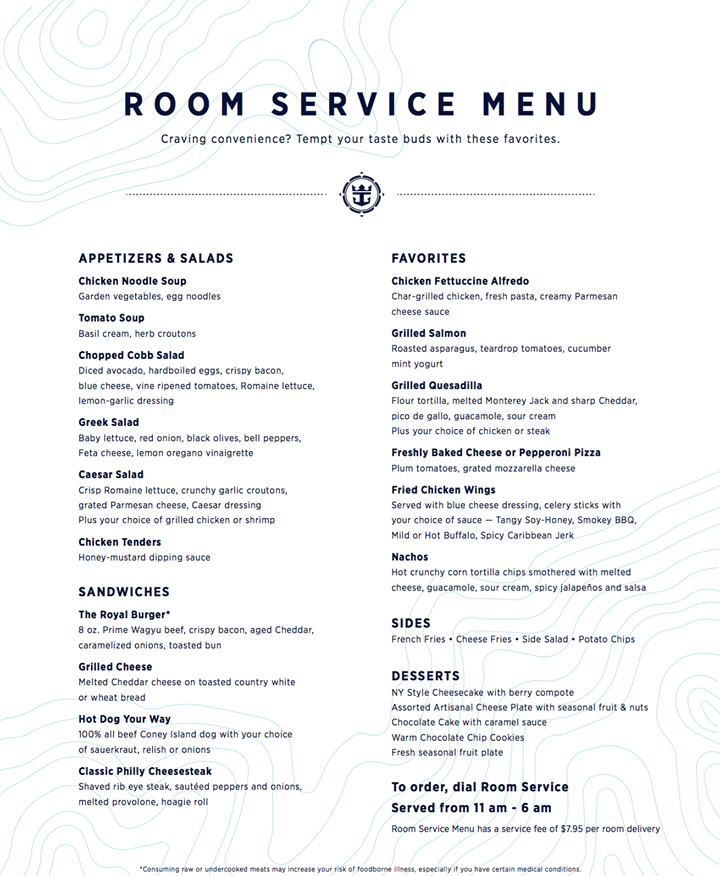 ROOM SERVICE MENU
Craving convenience? Tempt your taste buds with these favorites.
APPETIZERS & SALADS
Chicken Noodle Soup
Garden vegetables, egg noodles
Tomato Soup
Basil cream, herb croutons
Chopped Cobb Salad
Diced avocado, hardboiled eggs, crispy bacon,
blue cheese, vine ripened tomatoes, Romaine lettuce,
lemon-garlic dressing
Greek Salad
Baby lettuce, red onion, black olives, bell peppers,
Feta cheese, lemon oregano vinaigrette
Caesar Salad
Crisp Romaine lettuce, crunchy garlic croutons,
grated Parmesan cheese, Caesar dressing
Plus your choice of grilled chicken or shrimp
Chicken Tenders
Honey-mustard dipping sauce
SANDWICHES
The Royal Burger*
8 oz. Prime Wagyu beef, crispy bacon, aged Cheddar,
caramelized onions, toasted bun
Grilled Cheese
Melted Cheddar cheese on toasted country white
or wheat bread
Hot Dog Your Way
100% all beef Coney Island dog with your choice
of sauerkraut, relish or onions
Classic Philly Cheesesteak
Shaved rib eye steak, sautéed peppers and onions,
melted provolone, hoagie roll
FAVORITES
Chicken Fettuccine Alfredo
Char-grilled chicken, fresh pasta, creamy Parmesan
cheese sauce
Grilled Salmon
Roasted asparagus, teardrop tomatoes, cucumber
mint yogurt
Grilled Quesadilla
Flour tortilla, melted Monterey Jack and sharp Cheddar,
pico de gallo, guacamole, sour cream
Plus your choice of chicken or steak
Freshly Baked Cheese or Pepperoni Pizza
Plum tomatoes, grated mozzarella cheese
Fried Chicken Wings
Served with blue cheese dressing, celery sticks with
your choice of sauce — Tangy Soy-Honey, Smokey BBQ,
Mild or Hot Buffalo, Spicy Caribbean Jerk
Nachos
Hot crunchy corn tortilla chips smothered with melted
cheese, guacamole, sour cream, spicy jalapeños and salsa
SIDES
French Fries • Cheese Fries • Side Salad • Potato Chips
DESSERTS
NY Style Cheesecake with berry compote
Assorted Artisanal Cheese Plate with seasonal fruit & nuts
Chocolate Cake with caramel sauce
Warm Chocolate Chip Cookies
Fresh seasonal fruit plate
To order, dial Room Service
Served from 11 am - 6 am
Room Service Menu has a service fee of $7.95 per room delivery
*Consuming raw or undercooked meats may increase your risk of foodborne illness, especially if you have certain medical conditions.